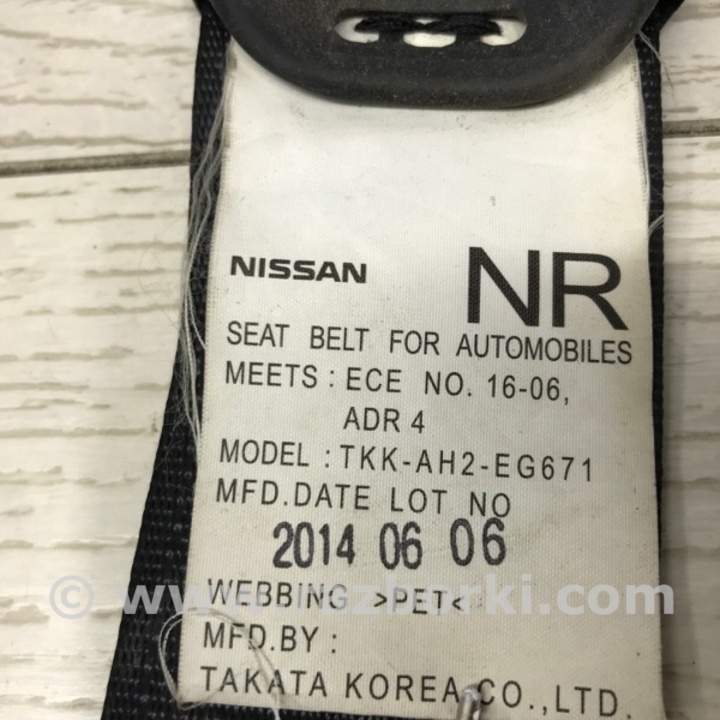 NISSAN NR
SEAT BELT FOR AUTOMOBILES
MEETS : ECE NO. 16-06,
ADR 4
MODEL : TKK-AH2-EG671
MFD.DATE LOT NO
2014 06 06
WEBBING >PET<
MFD.BY :
TAKATA KOREA CO.,LTD.